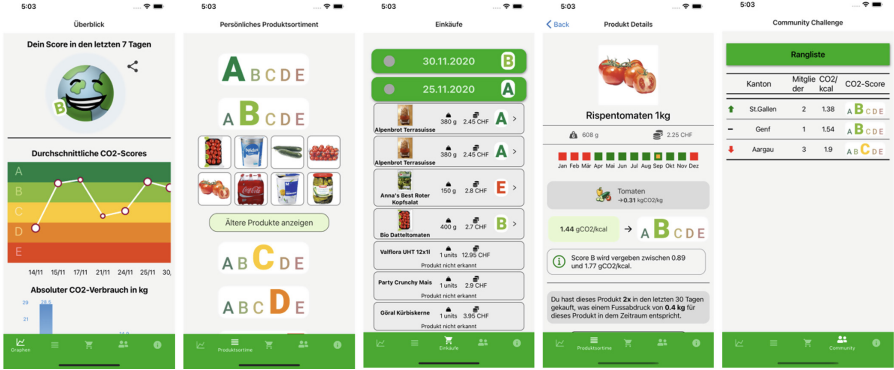 5:03
Überblick
Dein Score in den letzten 7 Tagen
B
Durchschnittliche CO2-Scores
A
B
C
D
E
14/11 15/11 17/11 21/11 24/11 25/11 30,
Absoluter CO2-Verbrauch in kg
28
28.5
21
Graphen
5:03
Persönliches Produktsortiment
A B C D E
A B C D E
Ältere Produkte anzeigen
A B C D E
A B C D E
Produktsortime
5:03
Einkäufe
30.11.2020 B
25.11.2020 A
Alpenbrot Terrasuisse 380 g 2.45 CHF A
Alpenbrot Terrasuisse 380 g 2.45 CHF A
Anna's Best Roter
Kopfsalat
150 g 2.8 CHF E
Bio Datteltomaten 400 g 2.7 CHF B
Valflora UHT 12x1l 1 units 12.95 CHF
Produkt nicht erkannt
Party Crunchy Mais 1 units 2.9 CHF
Produkt nicht erkannt
Göral Kürbiskerne 1 units 3.95 CHF
Produkt nicht erkannt
Einkäufe
5:03
Back
Produkt Details
Rispentomaten 1kg
608 g 2.25 CHF
Jan Feb Mär Apr Mai Jun Jul Aug Sep Okt Nov Dez
Tomaten
→0.31 kgCO2/kg
1.44 gCO2/kcal → A B C D E
Score B wird vergeben zwischen 0.89
und 1.77 gCO2/kcal.
Du hast dieses Produkt 2x in den letzten 30 Tagen
gekauft, was einem Fussabdruck von 0.4 kg für
dieses Produkt in dem Zeitraum entspricht.
Produktsortime
5:03
Community Challenge
Rangliste
Kanton Mitglie der CO2/ kcal CO2-Score
St.Gallen 2 1.38 A B C D E
Genf 1 1.54 A B C D E
Aargau 3 1.9 A B C D E
Community